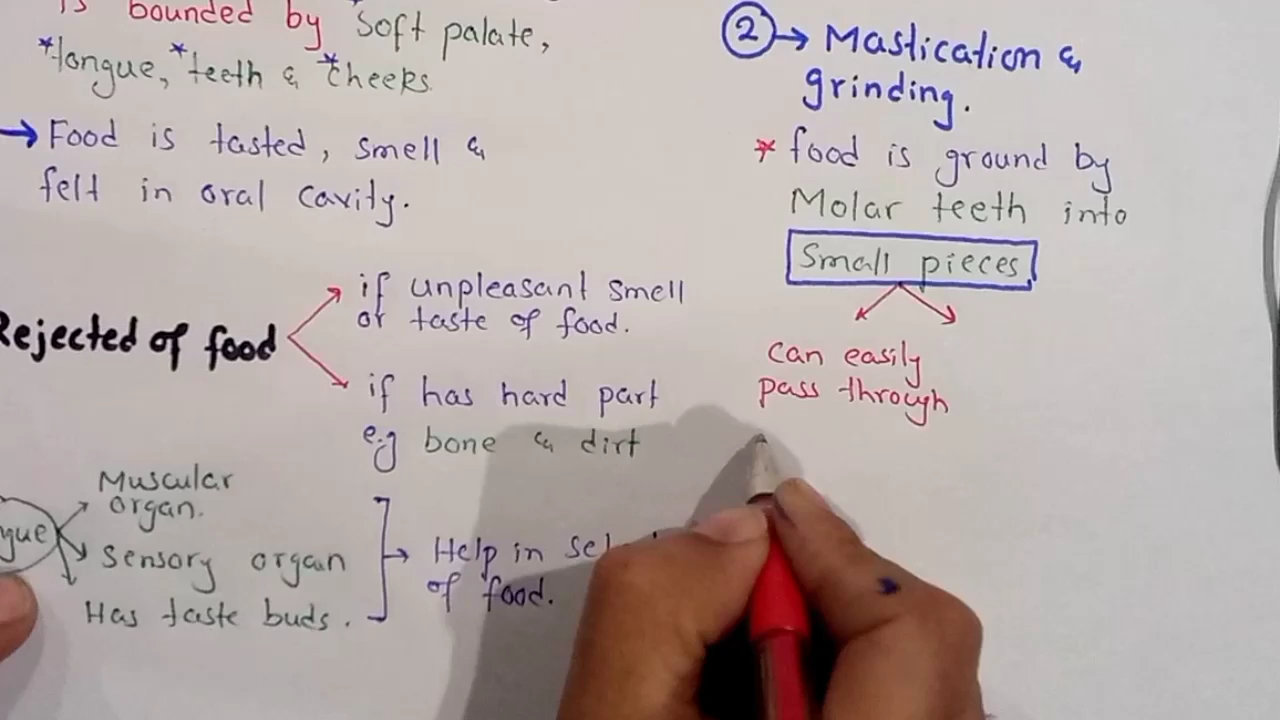 is bounded by soft palate,
*tongue, *teeth & *cheeks
→ Food is tasted, smell &
felt in oral cavity.
Rejected of food
if unpleasant smell
or taste of food.
if has hard part
e.g bone & dirt
Muscular
organ.
Sensory organ
Has taste buds.
Help in
of food.
2 → Mastication &
grinding.
* food is ground by
Molar teeth into
Small pieces
can easily
pass through